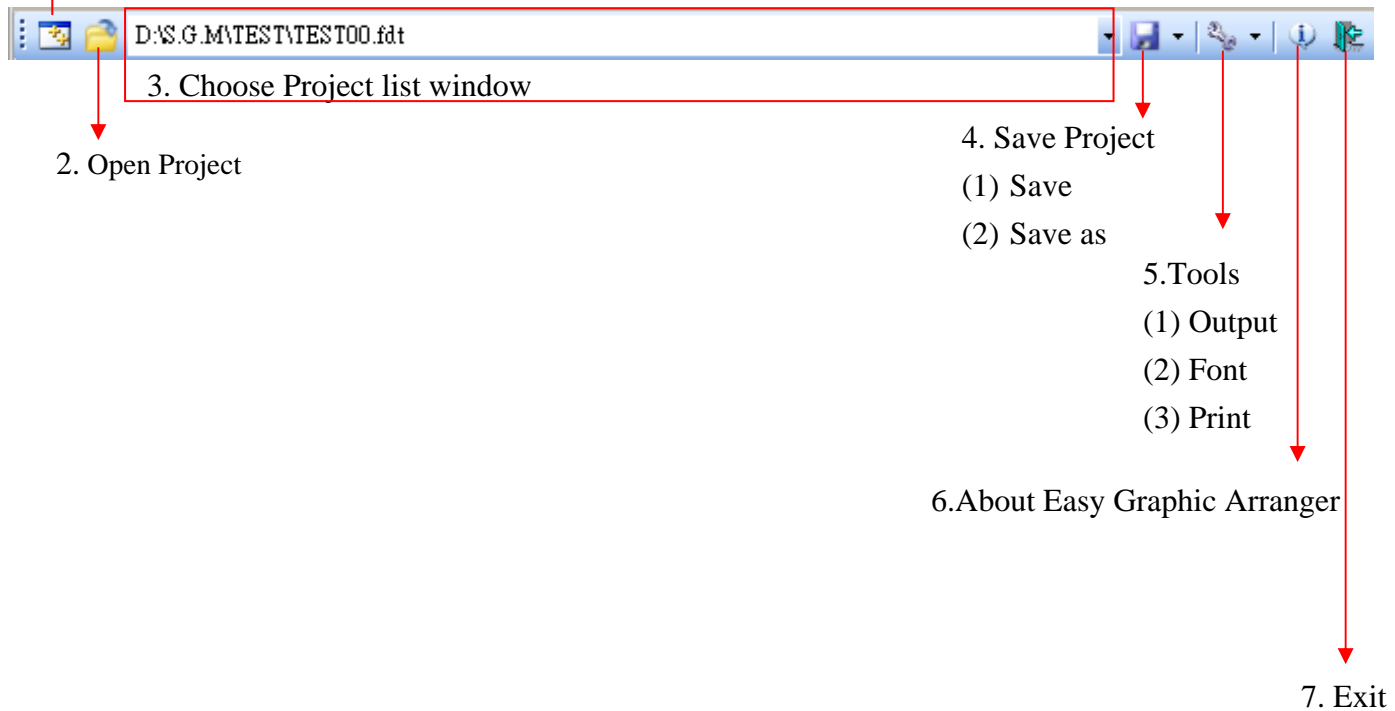 D:\S.G.M\TEST\TEST00.fdt
3. Choose Project list window
2. Open Project
4. Save Project
(1) Save
(2) Save as
5.Tools
(1) Output
(2) Font
(3) Print
6.About Easy Graphic Arranger
7. Exit